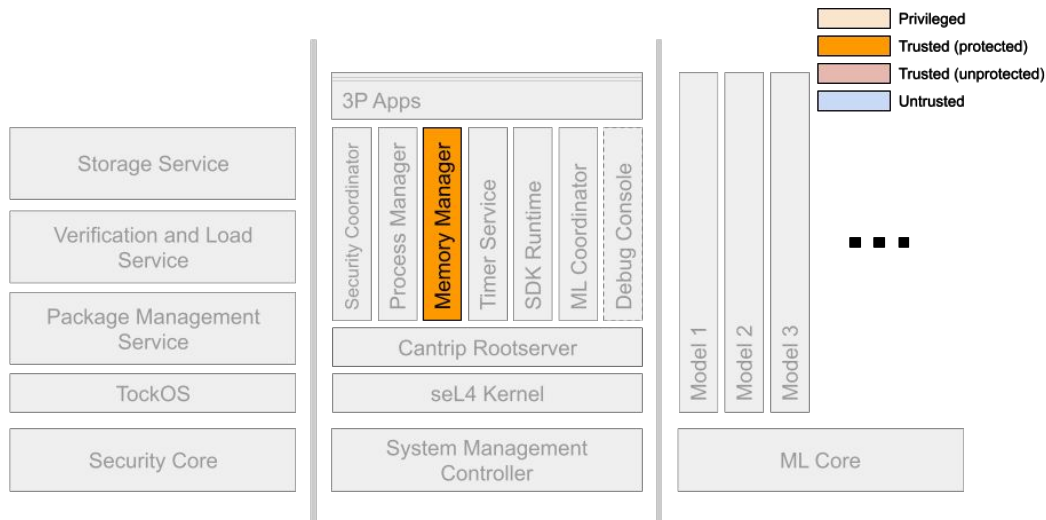 Privileged
Trusted (protected)
Trusted (unprotected)
Untrusted
Storage Service
Verification and Load
Service
Package Management
Service
TockOS
Security Core
3P Apps
Security Coordinator
Process Manager
Memory Manager
Timer Service
SDK Runtime
ML Coordinator
Debug Console
Cantrip Rootserver
seL4 Kernel
System Management
Controller
Model 1
Model 2
Model 3
ML Core